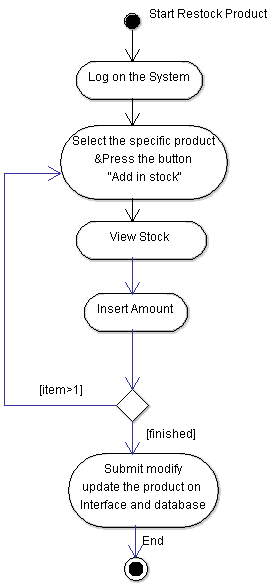 Start Restock Product
Log on the System
Select the specific product
&Press the button
"Add in stock"
View Stock
Insert Amount
[item>1]
[finished]
Submit modify
update the product on
Interface and database
End